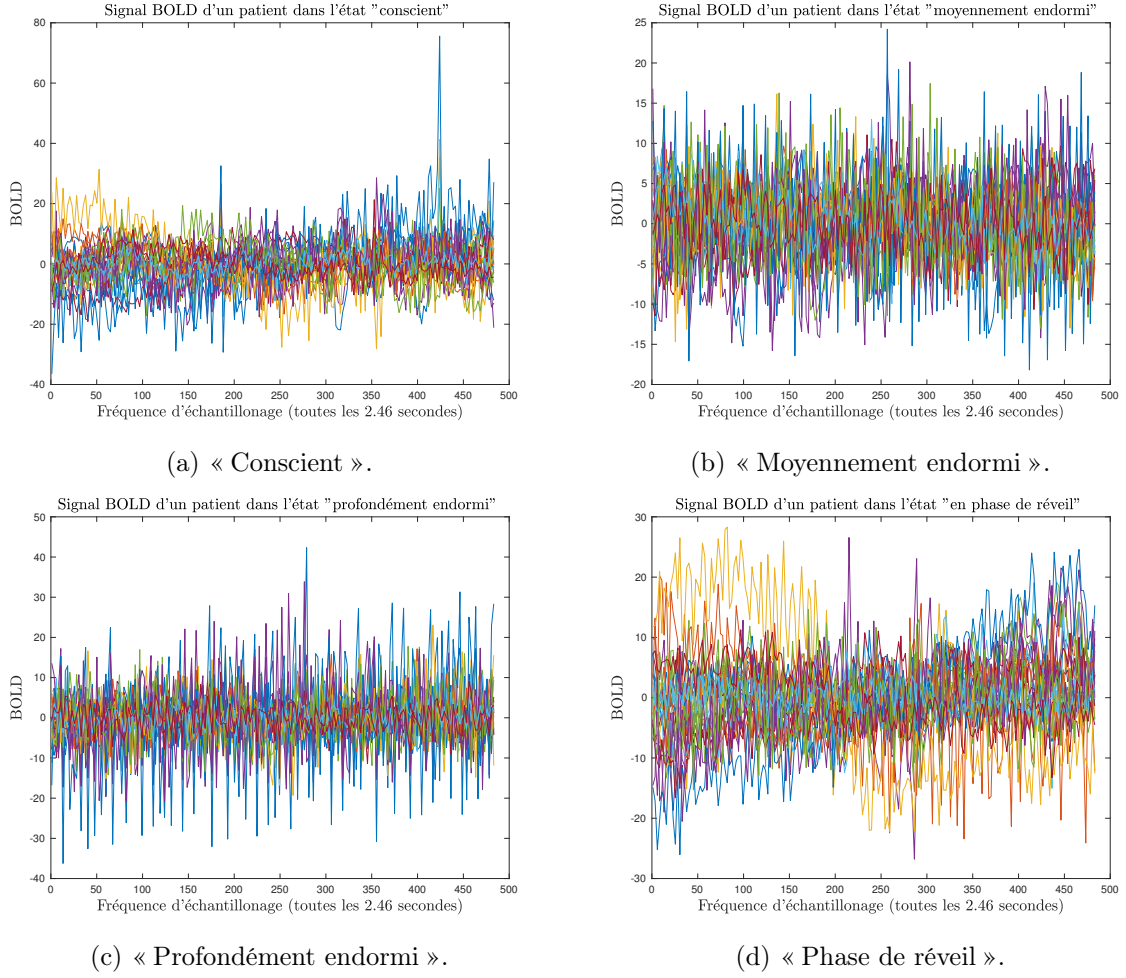 Signal BOLD d'un patient dans l'état "conscient"
80
60
40
20
0
-20
-40
BOLD
0 50 100 150 200 250 300 350 400 450 500
Fréquence d'échantillonage (toutes les 2.46 secondes)
(a) « Conscient ».
Signal BOLD d'un patient dans l'état "moyennement endormi"
25
20
15
10
5
0
-5
-10
-15
-20
BOLD
0 50 100 150 200 250 300 350 400 450 500
Fréquence d'échantillonage (toutes les 2.46 secondes)
(b) « Moyennement endormi ».
Signal BOLD d'un patient dans l'état "profondément endormi"
50
40
30
20
10
0
-10
-20
-30
-40
BOLD
0 50 100 150 200 250 300 350 400 450 500
Fréquence d'échantillonage (toutes les 2.46 secondes)
(c) « Profondément endormi ».
Signal BOLD d'un patient dans l'état "en phase de réveil"
30
20
10
0
-10
-20
-30
BOLD
0 50 100 150 200 250 300 350 400 450 500
Fréquence d'échantillonage (toutes les 2.46 secondes)
(d) « Phase de réveil ».